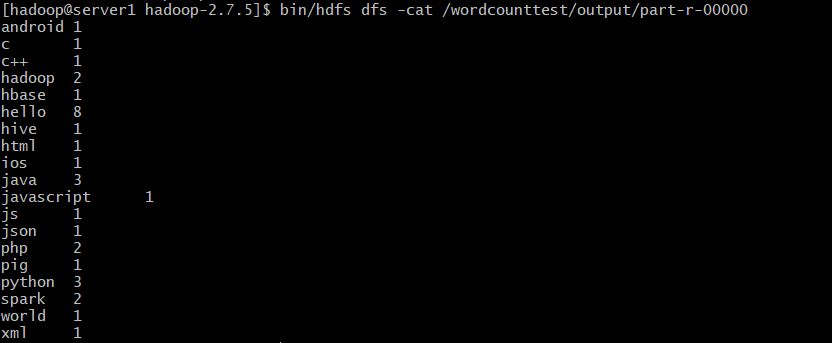 [hadoop@server1 hadoop-2.7.5]$ bin/hdfs dfs -cat /wordcounttest/output/part-r-00000
android 1
c       1
c++     1
hadoop  2
hbase   1
hello   8
hive    1
html    1
ios     1
java    3
javascript      1
js      1
json    1
php     2
pig     1
python  3
spark   2
world   1
xml     1